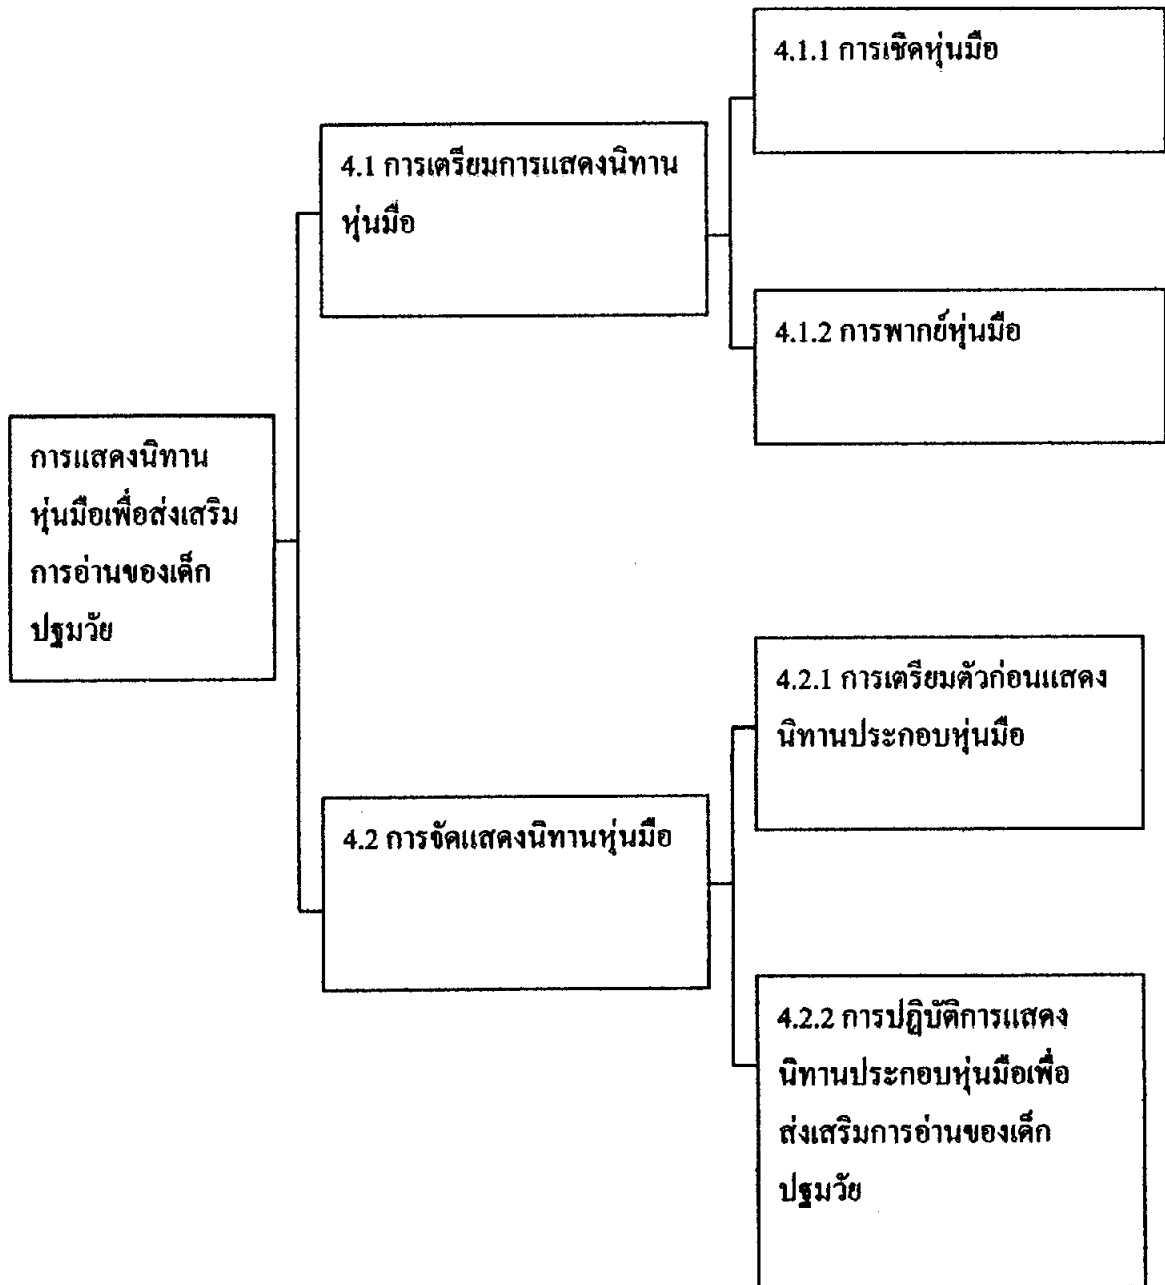 4.1.1 การเชิดหุ่นมือ
4.1 การเตรียมการแสดงนิทาน
หุ่นมือ
4.1.2 การพากย์หุ่นมือ
การแสดงนิทาน
หุ่นมือเพื่อส่งเสริม
การอ่านของเด็ก
ปฐมวัย
4.2.1 การเตรียมตัวก่อนแสดง
นิทานประกอบหุ่นมือ
4.2 การจัดแสดงนิทานหุ่นมือ
4.2.2 การปฏิบัติการแสดง
นิทานประกอบหุ่นมือเพื่อ
ส่งเสริมการอ่านของเด็ก
ปฐมวัย